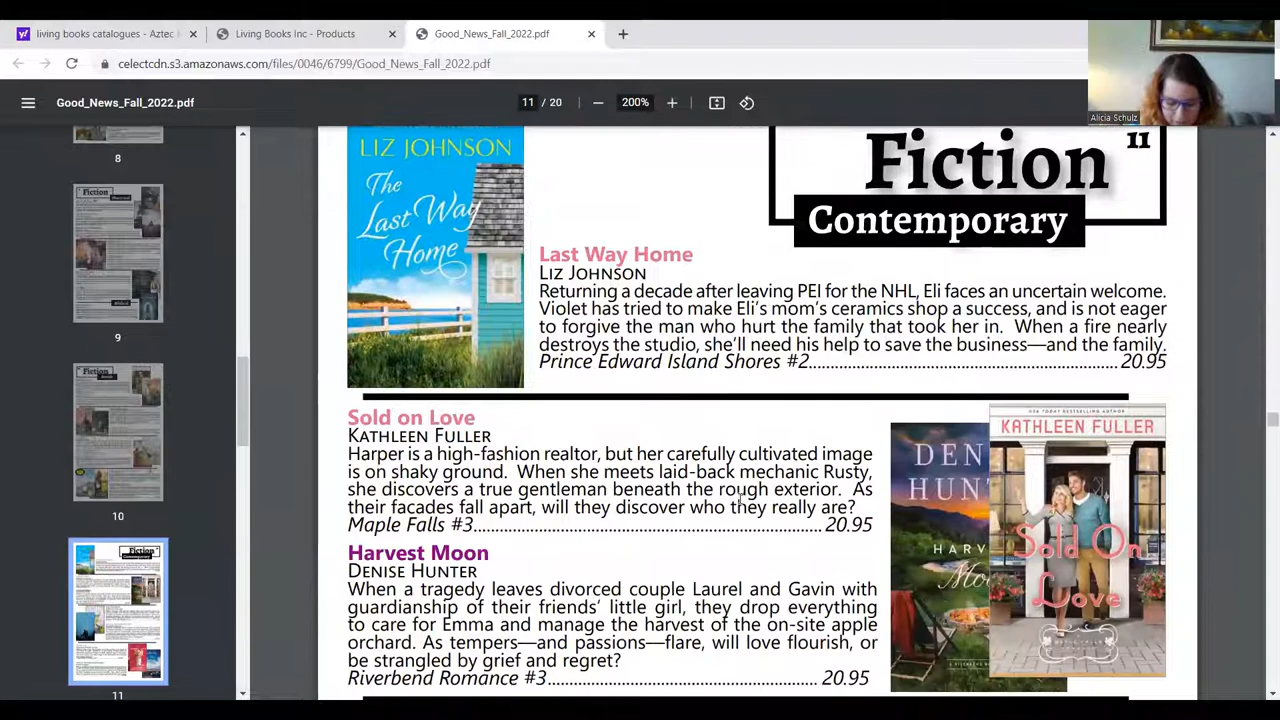 living books catalogues - Aztec M
Living Books Inc - Products
Good_News_Fall_2022.pdf
celectcdn.s3.amazonaws.com/files/0046/6799/Good_News_Fall_2022.pdf
Alicia Schulz
Good_News_Fall_2022.pdf
11 / 20
200%
8
9
10
11
Fiction 11
Contemporary
LIZ JOHNSON
The
Last Way
Home
Last Way Home
LIZ JOHNSON
Returning a decade after leaving PEI for the NHL, Eli faces an uncertain welcome.
Violet has tried to make Eli's mom's ceramics shop a success, and is not eager
to forgive the man who hurt the family that took her in. When a fire nearly
destroys the studio, she'll need his help to save the business—and the family.
Prince Edward Island Shores #2 20.95
Sold on Love
KATHLEEN FULLER
Harper is a high-fashion realtor, but her carefully cultivated image
is on shaky ground. When she meets laid-back mechanic Rusty,
she discovers a true gentleman beneath the rough exterior. As
their facades fall apart, will they discover who they really are?
Maple Falls #3 20.95
Harvest Moon
DENISE HUNTER
When a tragedy leaves divorced couple Laurel and Gavin with
guardianship of their friends' little girl, they drop everything
to care for Emma and manage the harvest of the on-site apple
orchard. As tempers—and passions—flare, will love flourish, or
be strangled by grief and regret?
Riverbend Romance #3 20.95
DEN
HUN
HARV
Mo
USA TODAY BESTSELLING AUTHOR
KATHLEEN FULLER
Sold On
Love